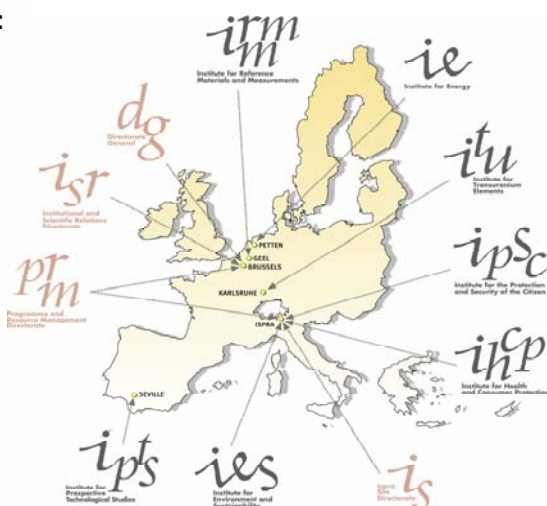 :
irmm
Institute for Reference
Materials and Measurements
ie
Institute for Energy
dg
Directorate
General
itu
Institute for
Transuranium
Elements
isr
Institutional and
Scientific Relations
Directorate
PETTEN
GEEL
BRUSSELS
ipsc
Institute for the Protection
and Security of the Citizen
prm
Programme and
Resource Management
Directorate
KARLSRUHE
ISPRA
ihcp
Institute for Health
and Consumer Protection
SEVILLE
ipts
Institute for
Prospective
Technological Studies
ies
Institute for
Environment and
Sustainability
is
Ispra
Site
Directorate